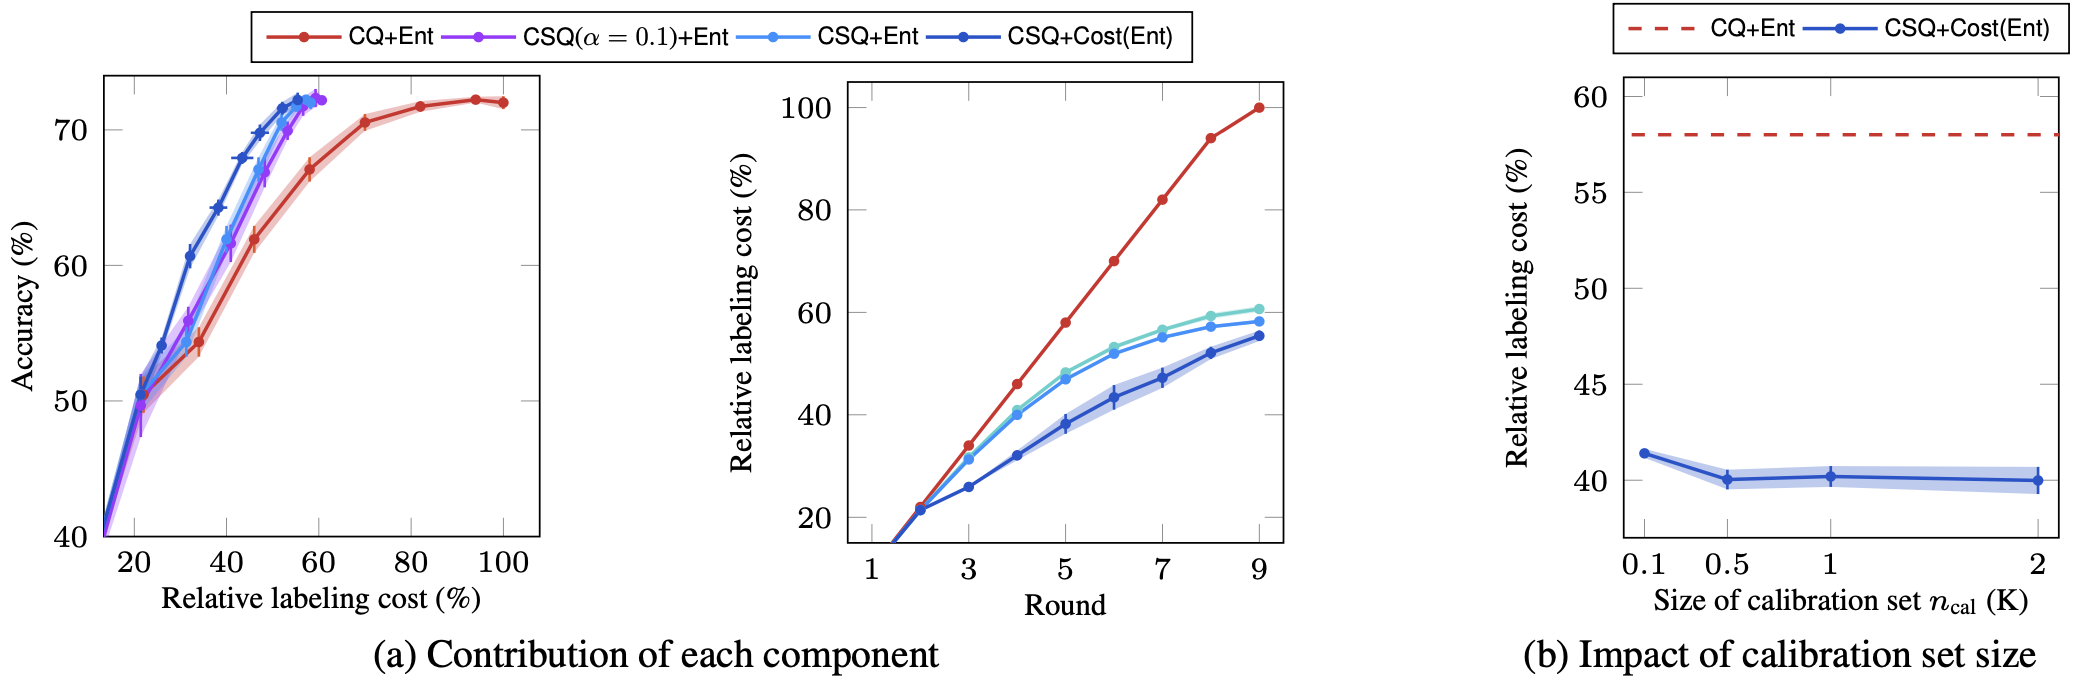 CQ+Ent CSQ(α = 0.1)+Ent CSQ+Ent CSQ+Cost(Ent)
70
60
50
40
20 40 60 80 100
Accuracy (%)
Relative labeling cost (%)
100
80
60
40
20
1 3 5 7 9
Relative labeling cost (%)
Round
(a) Contribution of each component
CQ+Ent CSQ+Cost(Ent)
60
55
50
45
40
0.1 0.5 1 2
Relative labeling cost (%)
Size of calibration set n_cal (K)
(b) Impact of calibration set size